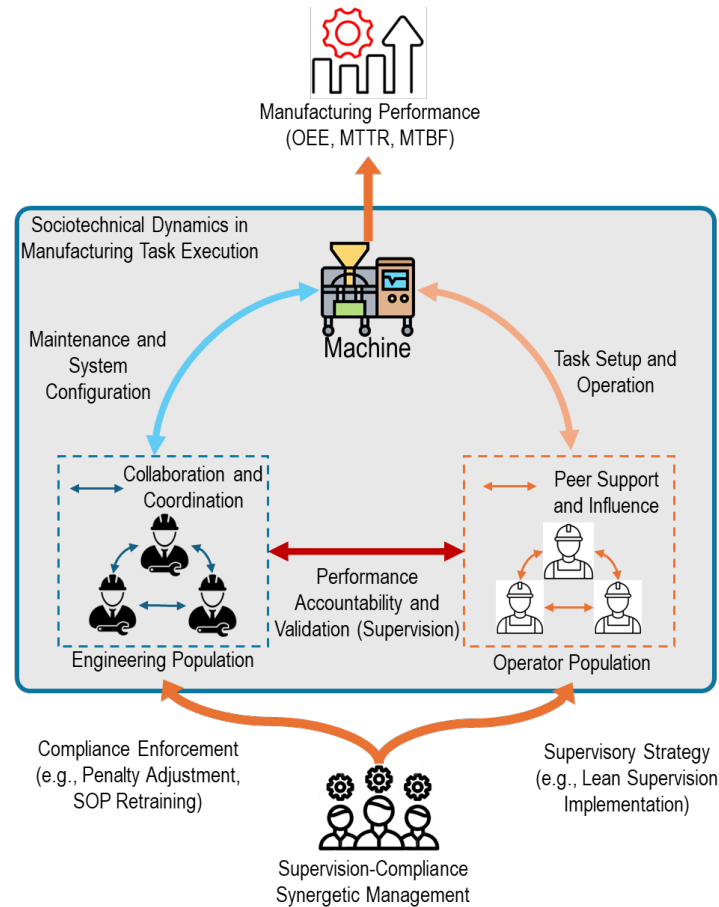 Manufacturing Performance
(OEE, MTTR, MTBF)
Sociotechnical Dynamics in
Manufacturing Task Execution
Machine
Maintenance and
System
Configuration
Task Setup and
Operation
Collaboration and
Coordination
Peer Support
and Influence
Performance
Accountability and
Validation (Supervision)
Engineering Population
Operator Population
Compliance Enforcement
(e.g., Penalty Adjustment,
SOP Retraining)
Supervisory Strategy
(e.g., Lean Supervision
Implementation)
Supervision-Compliance
Synergetic Management